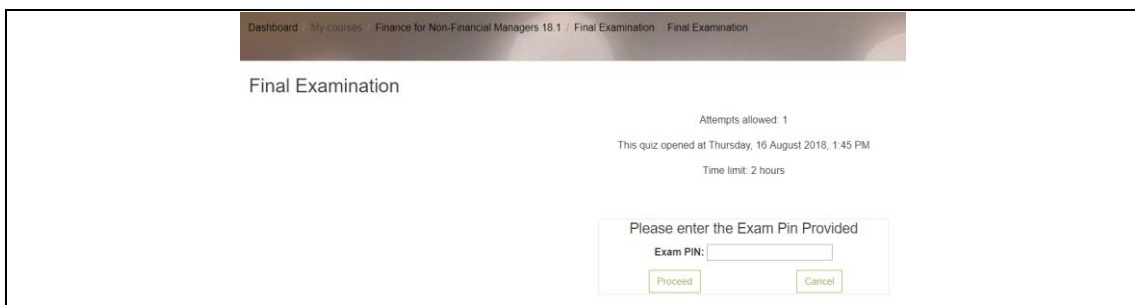 Dashboard / My courses / Finance for Non-Financial Managers 18.1 / Final Examination Final Examination
Final Examination
Attempts allowed: 1
This quiz opened at Thursday, 16 August 2018, 1:45 PM
Time limit: 2 hours
Please enter the Exam Pin Provided
Exam PIN:
Proceed Cancel